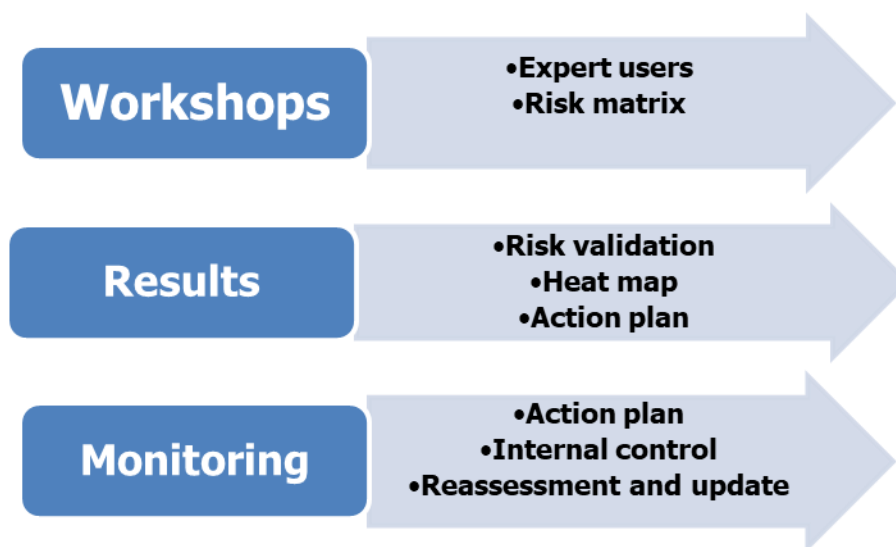 Workshops
•Expert users
•Risk matrix
Results
•Risk validation
•Heat map
•Action plan
Monitoring
•Action plan
•Internal control
•Reassessment and update